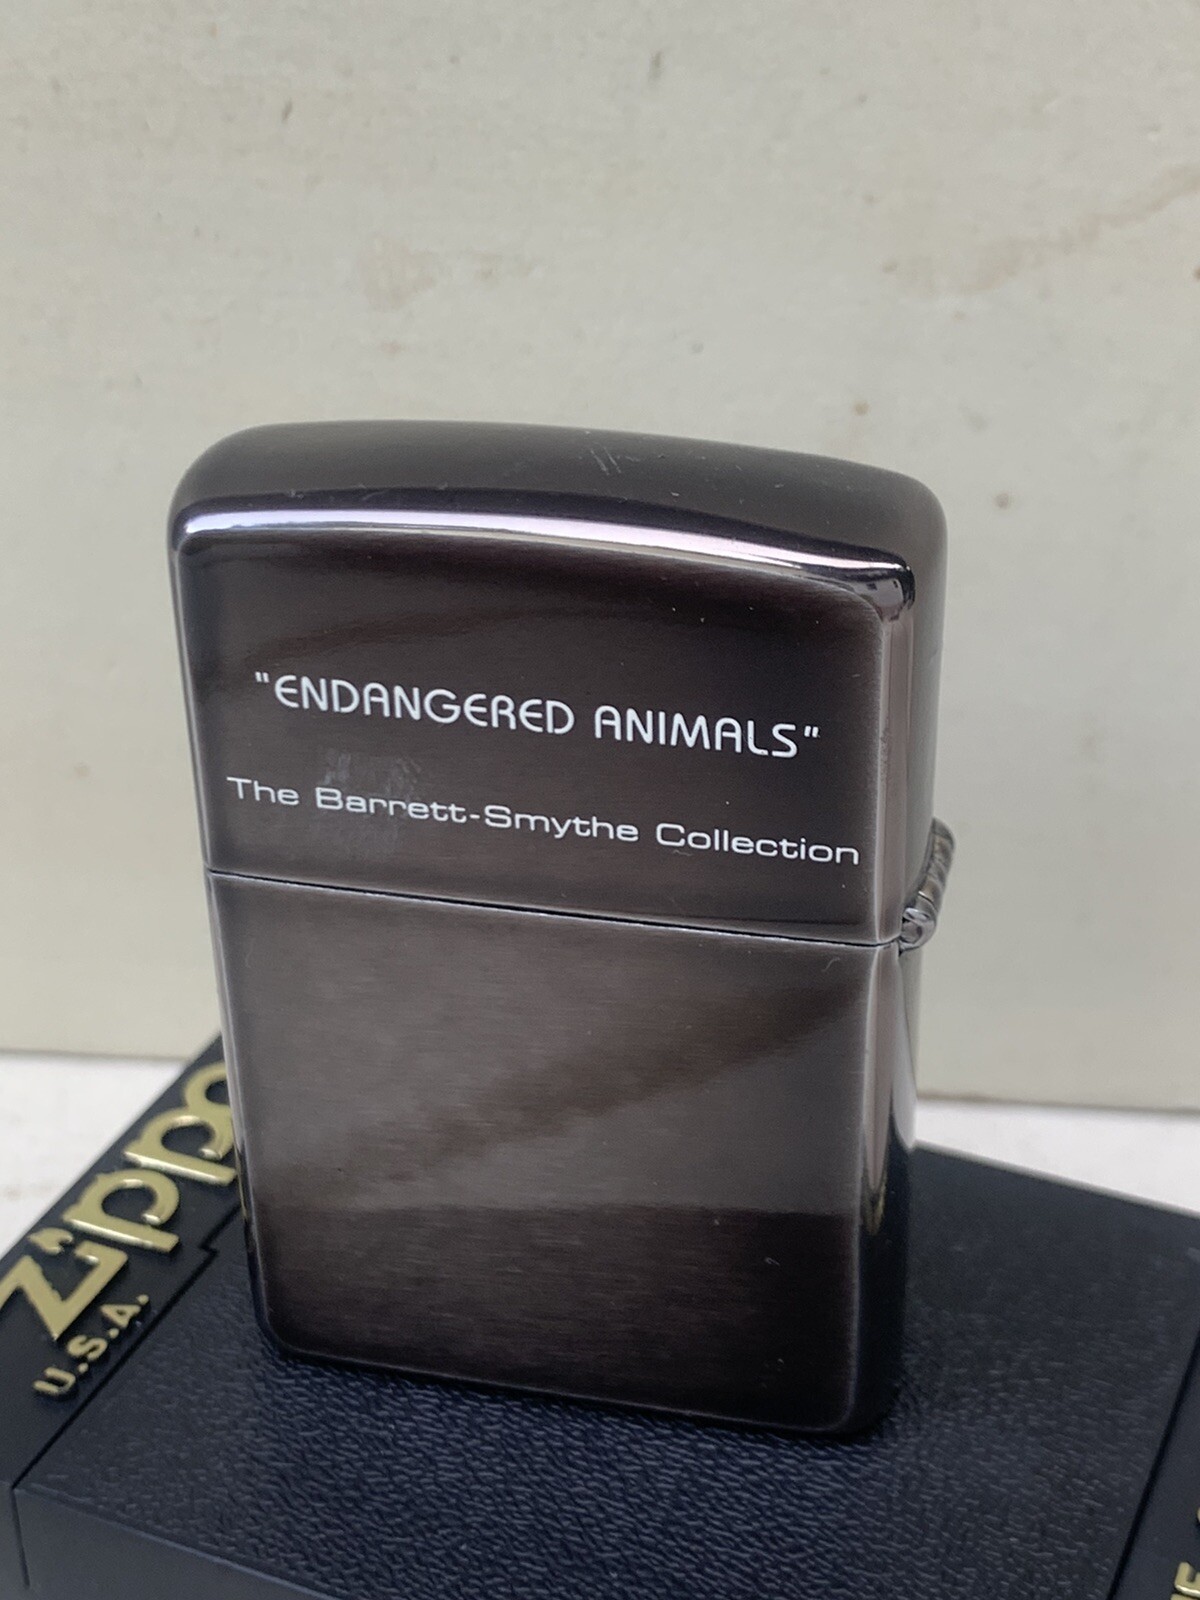 "ENDANGERED ANIMALS"
The Barrett-Smythe Collection
Zippo
U.S.A.